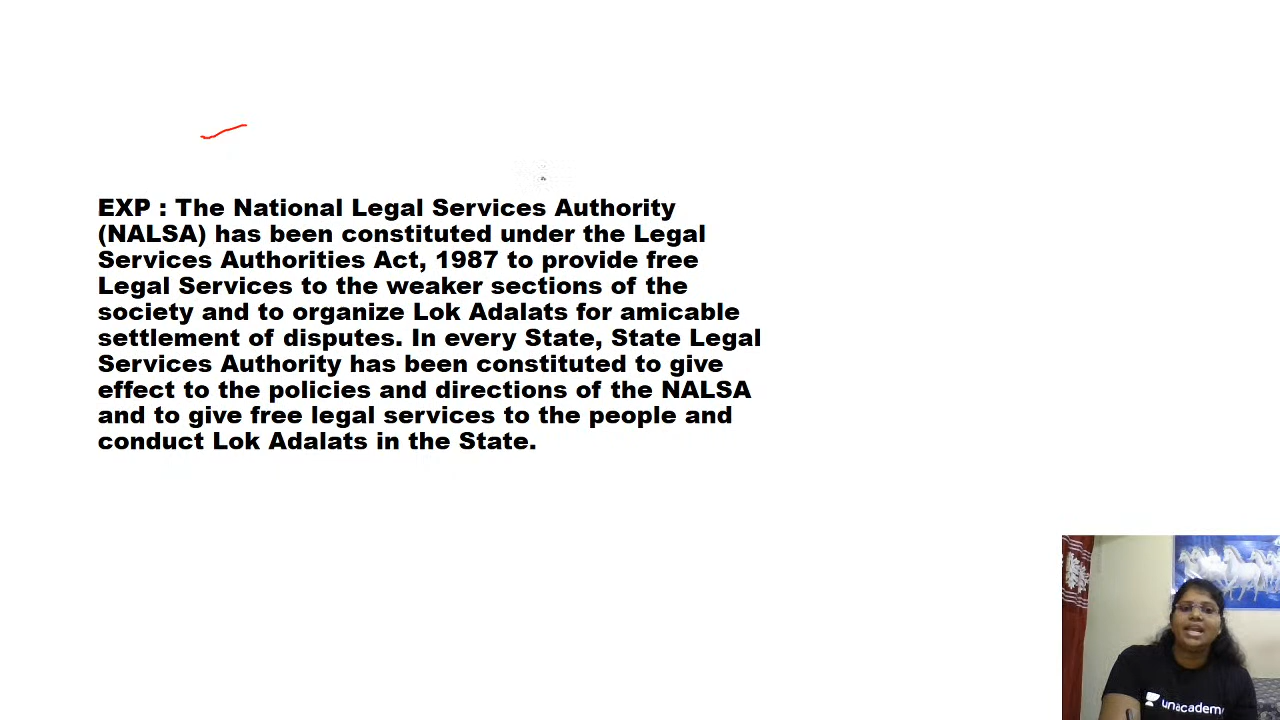 EXP : The National Legal Services Authority
(NALSA) has been constituted under the Legal
Services Authorities Act, 1987 to provide free
Legal Services to the weaker sections of the
society and to organize Lok Adalats for amicable
settlement of disputes. In every State, State Legal
Services Authority has been constituted to give
effect to the policies and directions of the NALSA
and to give free legal services to the people and
conduct Lok Adalats in the State.
unacademy